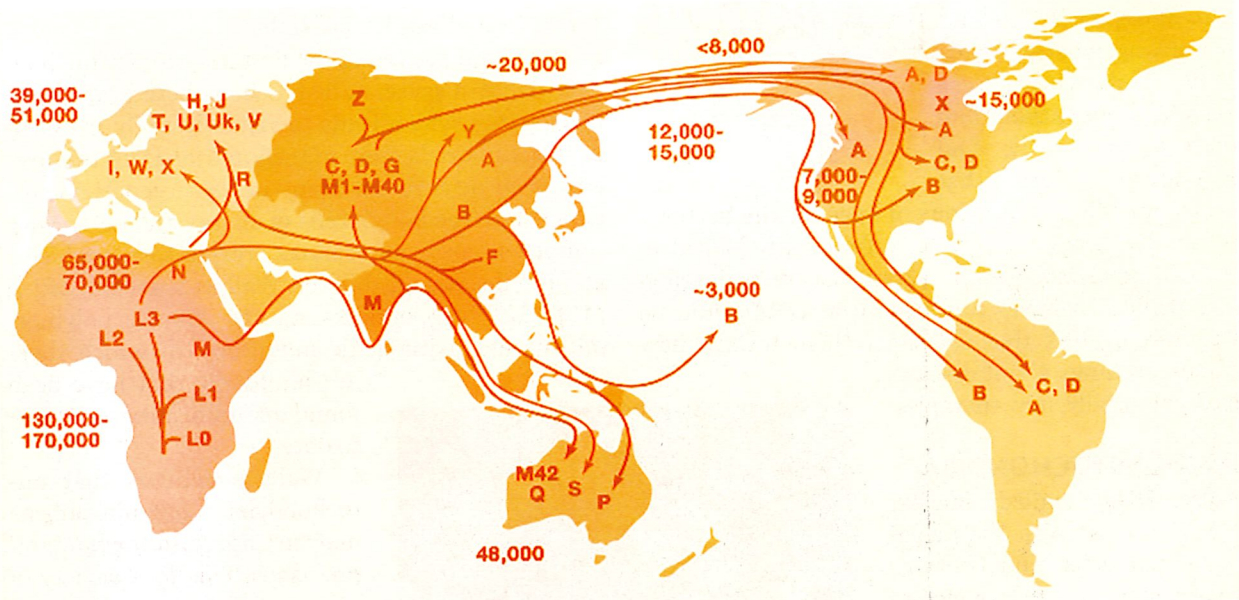 <8,000
~20,000
39,000-
51,000
H, J
T, U, Uk, V
I, W, X
R
Z
Y
C, D, G
M1-M40
A
B
F
12,000-
15,000
A, D
X
~15,000
A
C, D
B
A
7,000-
9,000
65,000-
70,000
N
L3
L2
M
M
L1
L0
130,000-
170,000
~3,000
B
B
C, D
A
M42
Q
S
P
48,000